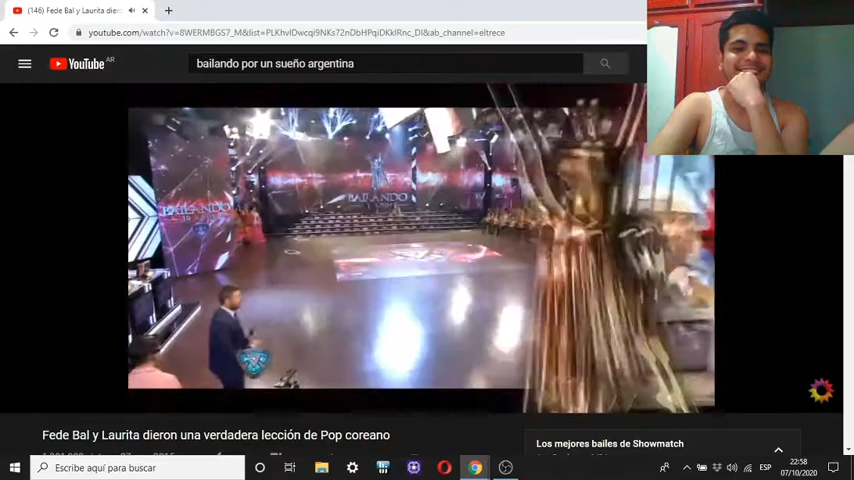 (146) Fede Bal y Laurita dieron
youtube.com/watch?v=8WERMBGS7_M&list=PLKhvIDwcqi9NKs72nDbHPqiDKkIRnc_DI&ab_channel=eltrece
YouTube AR
bailando por un sueño argentina
BAILANDO
BAILANDO
Fede Bal y Laurita dieron una verdadera lección de Pop coreano
Los mejores bailes de Showmatch
Escribe aquí para buscar
ESP
22:58
07/10/2020